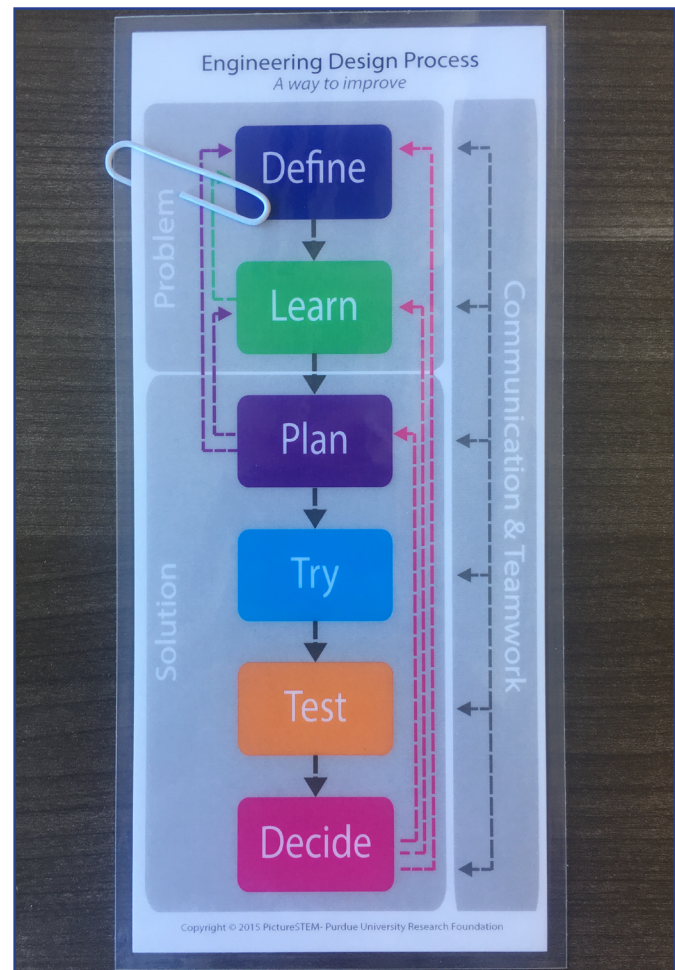 Engineering Design Process
A way to improve
Problem
Define
Learn
Solution
Plan
Try
Test
Decide
Communication & Teamwork
Copyright © 2015 PictureSTEM- Purdue University Research Foundation